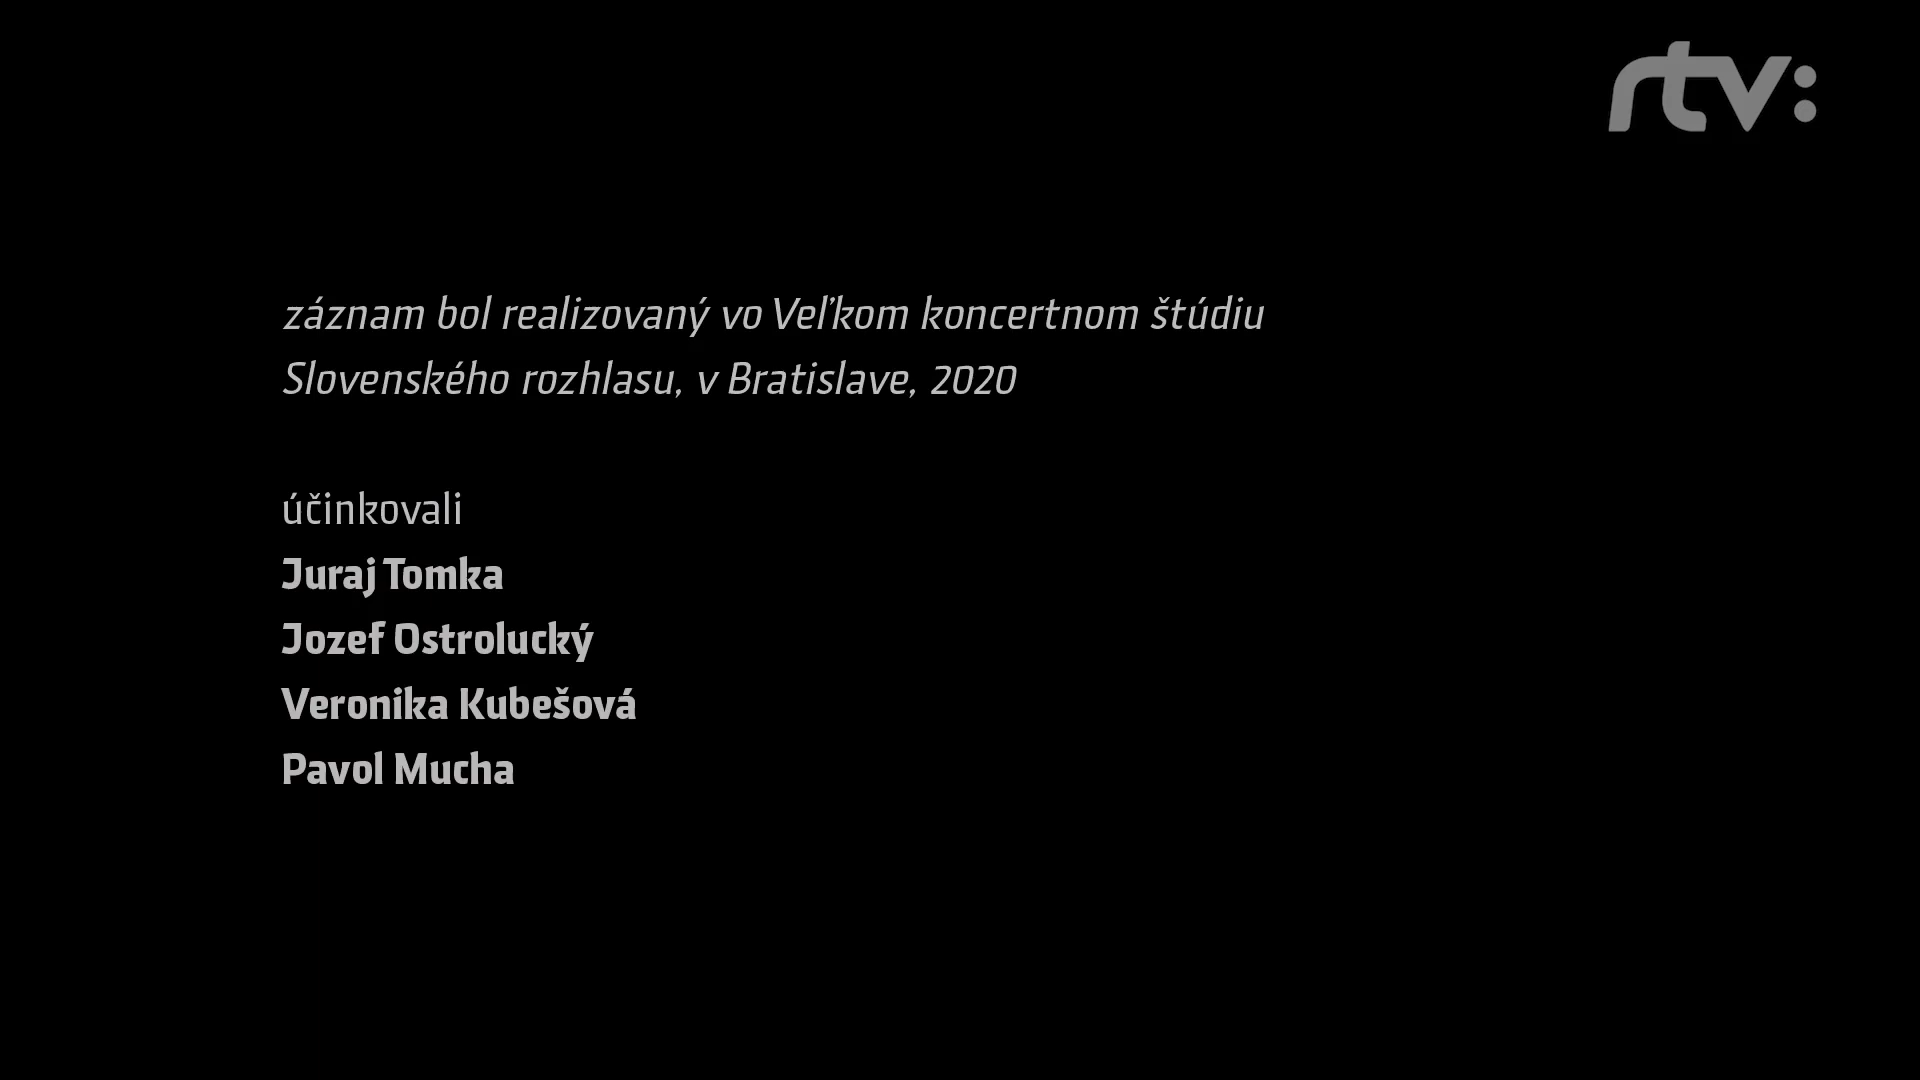 rtv:
záznam bol realizovaný vo Veľkom koncertnom štúdiu
Slovenského rozhlasu, v Bratislave, 2020
účinkovali
Juraj Tomka
Jozef Ostrolucký
Veronika Kubešová
Pavol Mucha